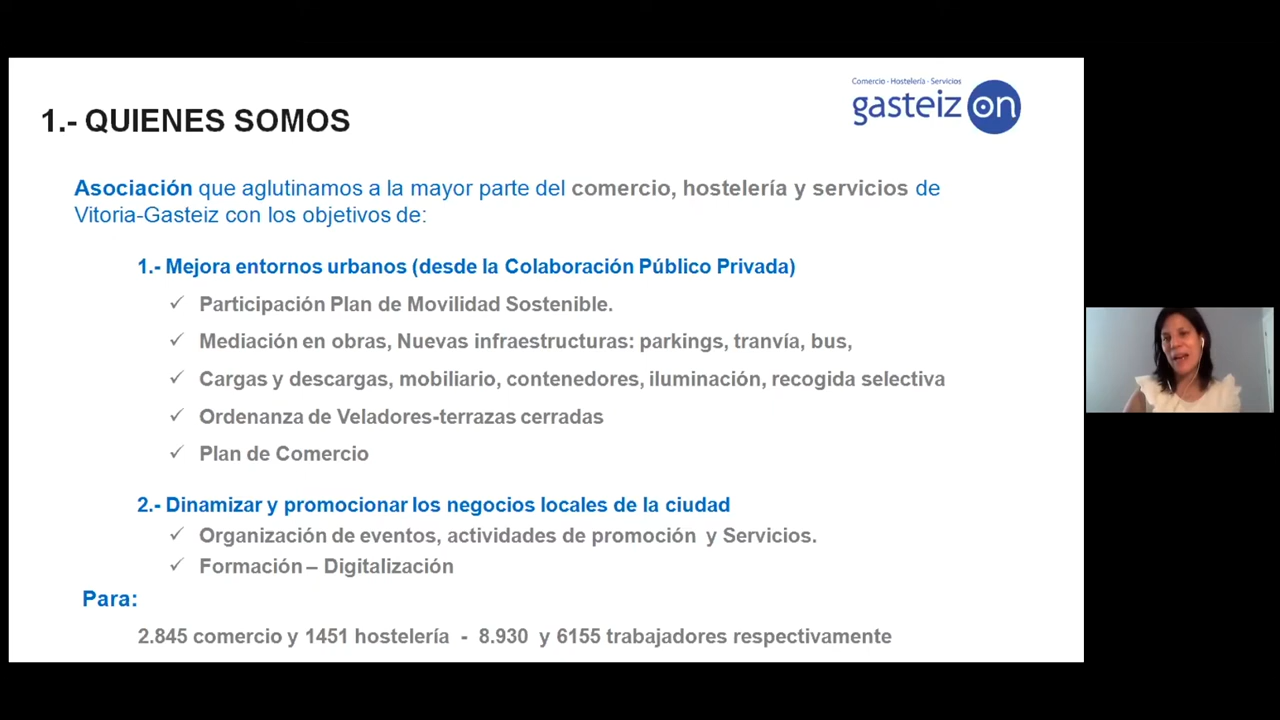 Comercio - Hostelería - Servicios
gasteiz on
1.- QUIENES SOMOS
Asociación que aglutinamos a la mayor parte del comercio, hostelería y servicios de
Vitoria-Gasteiz con los objetivos de:
1.- Mejora entornos urbanos (desde la Colaboración Público Privada)
✓ Participación Plan de Movilidad Sostenible.
✓ Mediación en obras, Nuevas infraestructuras: parkings, tranvía, bus,
✓ Cargas y descargas, mobiliario, contenedores, iluminación, recogida selectiva
✓ Ordenanza de Veladores-terrazas cerradas
✓ Plan de Comercio
2.- Dinamizar y promocionar los negocios locales de la ciudad
✓ Organización de eventos, actividades de promoción y Servicios.
✓ Formación – Digitalización
Para:
2.845 comercio y 1451 hostelería - 8.930 y 6155 trabajadores respectivamente